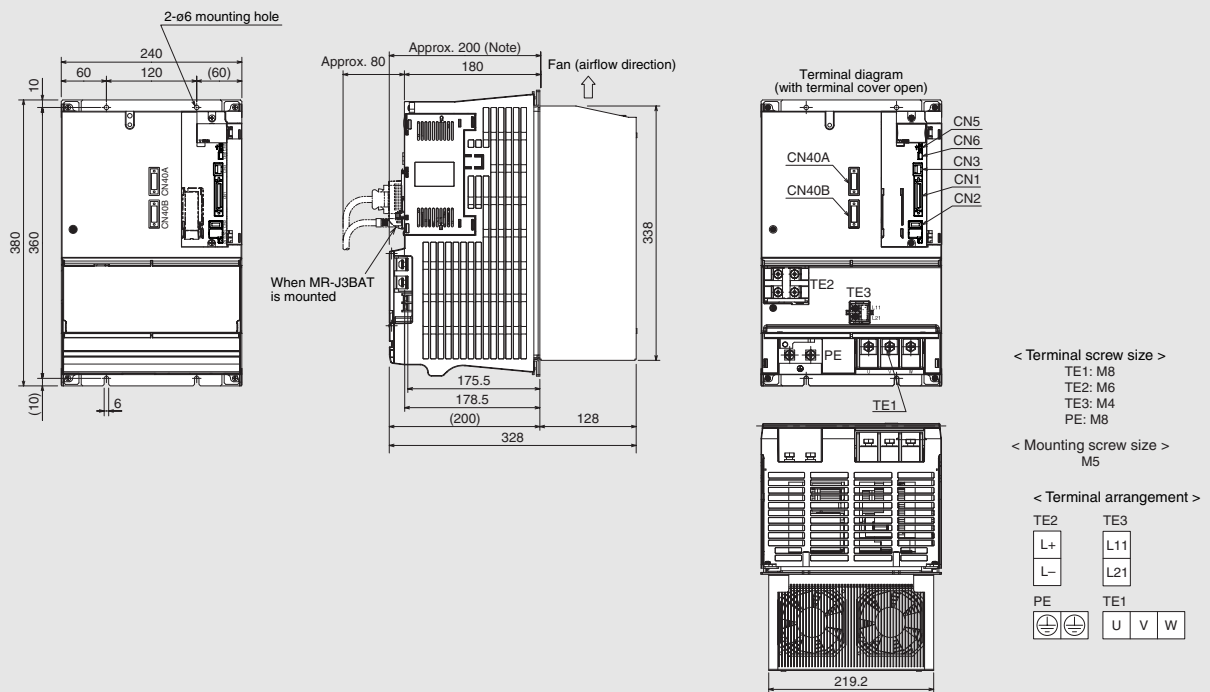 2-ø6 mounting hole
240
60
120
(60)
10
380
360
(10)
6
CN40A
CN40B
Approx. 200 (Note)
Approx. 80
180
Fan (airflow direction)
When MR-J3BAT
is mounted
338
175.5
178.5
(200)
128
328
Terminal diagram
(with terminal cover open)
CN5
CN6
CN3
CN1
CN2
CN40A
CN40B
TE2
TE3
L11
L21
PE
TE1
219.2
< Terminal screw size >
TE1: M8
TE2: M6
TE3: M4
PE: M8
< Mounting screw size >
M5
< Terminal arrangement >
TE2
L+
L−
TE3
L11
L21
PE
TE1
U V W